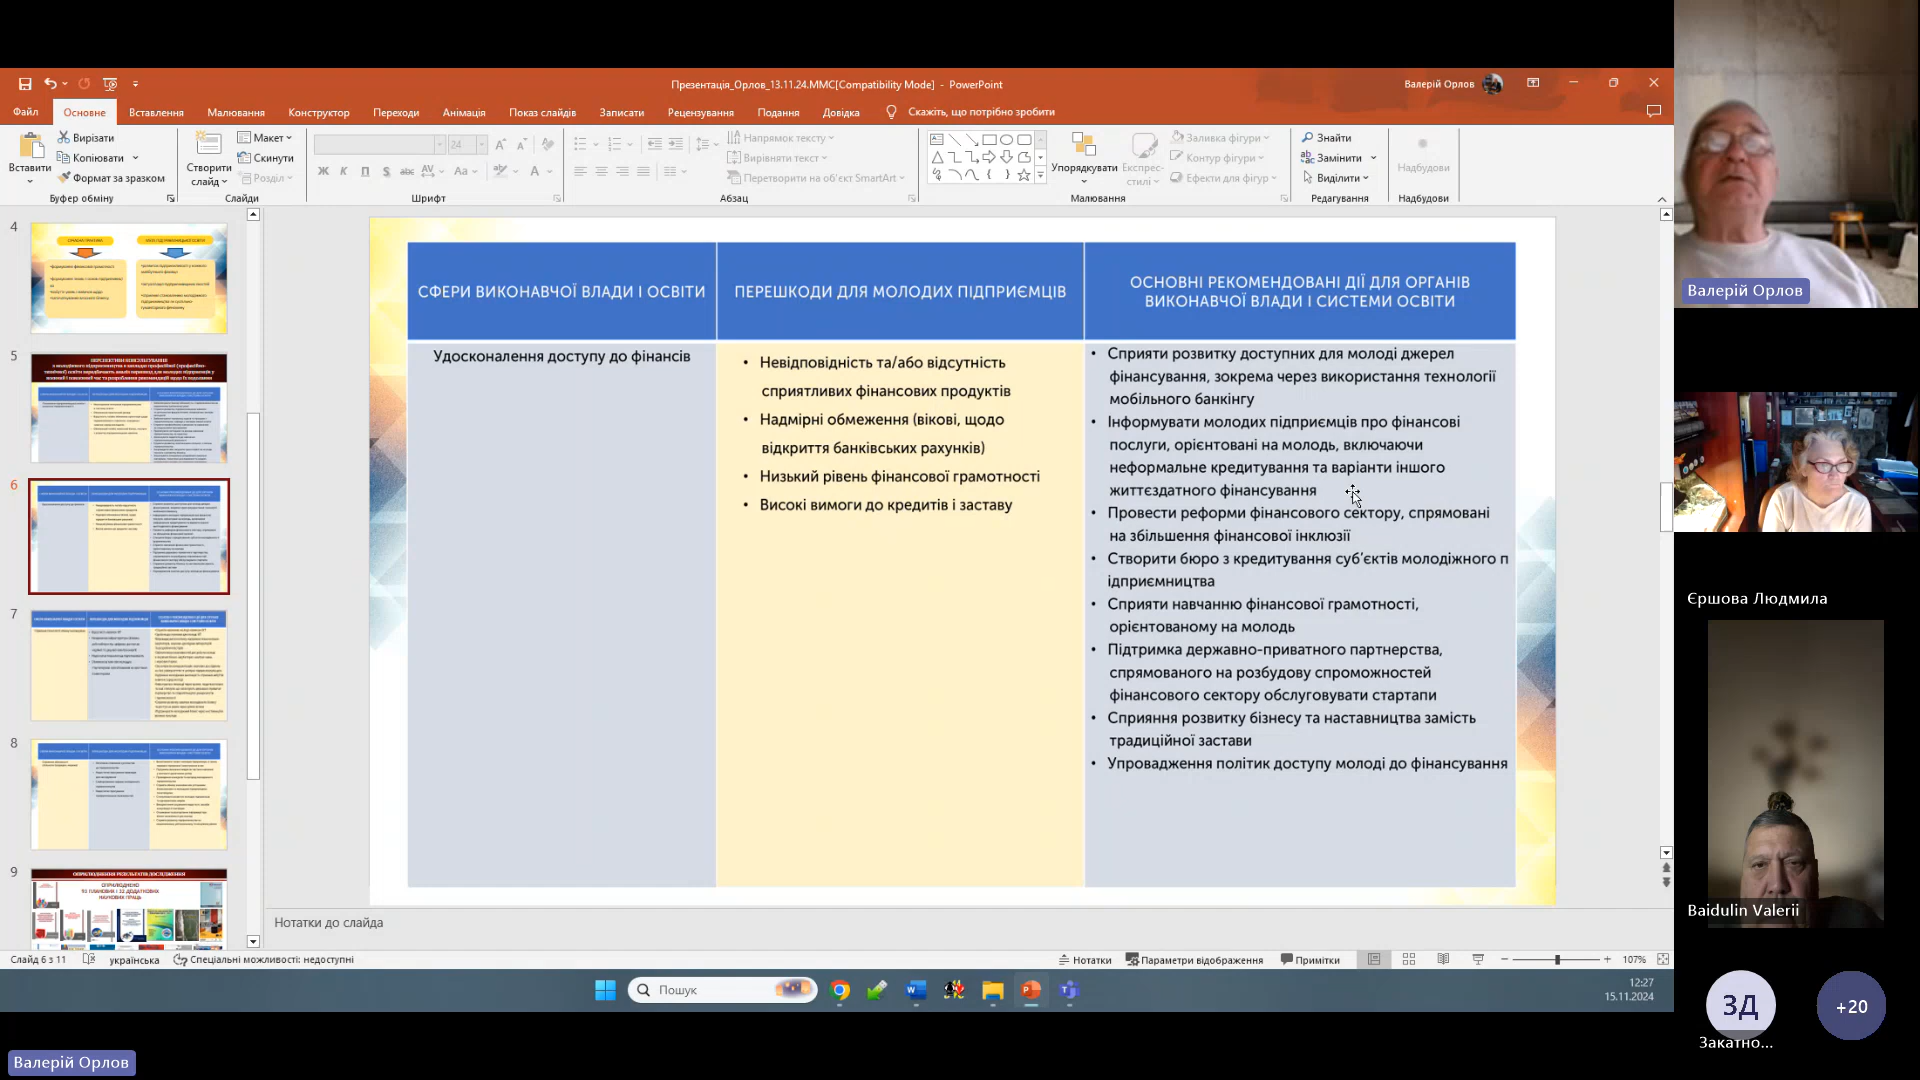 Презентація_Орлов_13.11.24.ММС[Compatibility Mode] - PowerPoint
Валерій Орлов
Файл
Основне
Вставлення
Малювання
Конструктор
Переходи
Анімація
Показ слайдів
Записати
Рецензування
Подання
Довідка
Скажіть, що потрібно зробити
Вставити
Вирізати
Копіювати
Формат за зразком
Буфер обміну
Створити слайд
Макет
Скинути
Розділ
Слайди
24
Шрифт
Напрямок тексту
Вирівняти текст
Перетворити на об'єкт SmartArt
Абзац
Упорядкувати
Експрес-стилі
Заливка фігури
Контур фігури
Ефекти для фігур
Малювання
Знайти
Замінити
Виділити
Редагування
Надбудови
Надбудови
4
5
6
7
8
9
СФЕРИ ВИКОНАВЧОЇ ВЛАДИ І ОСВІТИ
ПЕРЕШКОДИ ДЛЯ МОЛОДИХ ПІДПРИЄМЦІВ
ОСНОВНІ РЕКОМЕНДОВАНІ ДІЇ ДЛЯ ОРГАНІВ
ВИКОНАВЧОЇ ВЛАДИ І СИСТЕМИ ОСВІТИ
Удосконалення доступу до фінансів
• Невідповідність та/або відсутність
сприятливих фінансових продуктів
• Надмірні обмеження (вікові, щодо
відкриття банківських рахунків)
• Низький рівень фінансової грамотності
• Високі вимоги до кредитів і заставу
• Сприяти розвитку доступних для молоді джерел
фінансування, зокрема через використання технології
мобільного банкінгу
• Інформувати молодих підприємців про фінансові
послуги, орієнтовані на молодь, включаючи
неформальне кредитування та варіанти іншого
життєздатного фінансування
• Провести реформи фінансового сектору, спрямовані
на збільшення фінансової інклюзії
• Створити бюро з кредитування суб’єктів молодіжного п
ідприємництва
• Сприяти навчанню фінансової грамотності,
орієнтованому на молодь
• Підтримка державно-приватного партнерства,
спрямованого на розбудову спроможностей
фінансового сектору обслуговувати стартапи
• Сприяння розвитку бізнесу та наставництва замість
традиційної застави
• Упровадження політик доступу молоді до фінансування
Нотатки до слайда
Слайд 6 з 11
українська
Спеціальні можливості: недоступні
Нотатки
Параметри відображення
Примітки
107%
Пошук
12:27
15.11.2024
Валерій Орлов
Валерій Орлов
Єршова Людмила
Baidulin Valerii
ЗД
Закатно...
+20